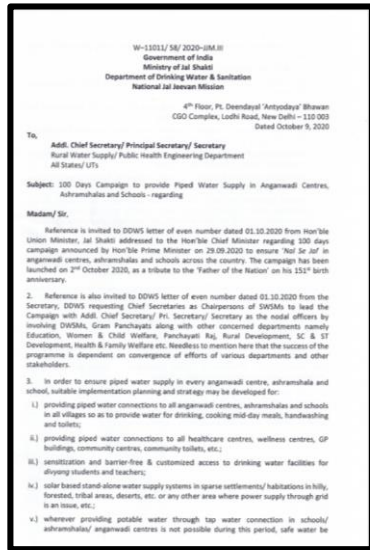 W-11011/ 58/ 2020-JJM.III
Government of India
Ministry of Jal Shakti
Department of Drinking Water & Sanitation
National Jal Jeevan Mission
4th Floor, Pt. Deendayal 'Antyodaya' Bhawan
CGO Complex, Lodhi Road, New Delhi – 110 003
Dated October 9, 2020
To,
Addl. Chief Secretary/ Principal Secretary/ Secretary
Rural Water Supply/ Public Health Engineering Department
All States/ UTs
Subject: 100 Days Campaign to provide Piped Water Supply in Anganwadi Centres,
Ashramshalas and Schools - regarding
Madam/ Sir,
Reference is invited to DDWS letter of even number dated 01.10.2020 from Hon'ble
Union Minister, Jal Shakti addressed to the Hon'ble Chief Minister regarding 100 days
campaign announced by Hon'ble Prime Minister on 29.09.2020 to ensure 'Nal Se Jal' in
anganwadi centres, ashramshalas and schools across the country. The campaign has been
launched on 2nd October 2020, as a tribute to the 'Father of the Nation' on his 151st birth
anniversary.
2. Reference is also invited to DDWS letter of even number dated 01.10.2020 from the
Secretary, DDWS requesting Chief Secretaries as Chairpersons of SWSMs to lead the
Campaign with Addl. Chief Secretary/ Pri. Secretary/ Secretary as the nodal officers by
involving DWSMs, Gram Panchayats along with other concerned departments namely
Education, Women & Child Welfare, Panchayati Raj, Rural Development, SC & ST
Development, Health & Family Welfare etc. Needless to mention here that the success of the
programme is dependent on convergence of efforts of various departments and other
stakeholders.
3. In order to ensure piped water supply in every anganwadi centre, ashramshala and
school, suitable implementation planning and strategy may be developed for:
i.) providing piped water connections to all anganwadi centres, ashramshalas and schools
in all villages so as to provide water for drinking, cooking mid-day meals, handwashing
and toilets;
ii.) providing piped water connections to all healthcare centres, wellness centres, GP
buildings, community centres, community toilets, etc.;
iii.) sensitization and barrier-free & customized access to drinking water facilities for
divyang students and teachers;
iv.) solar based stand-alone water supply systems in sparse settlements/ habitations in hilly,
forested, tribal areas, deserts, etc. or any other area where power supply through grid
is an issue, etc.;
v.) wherever providing potable water through tap water connection in schools/
ashramshalas/ anganwadi centres is not possible during this period, safe water be